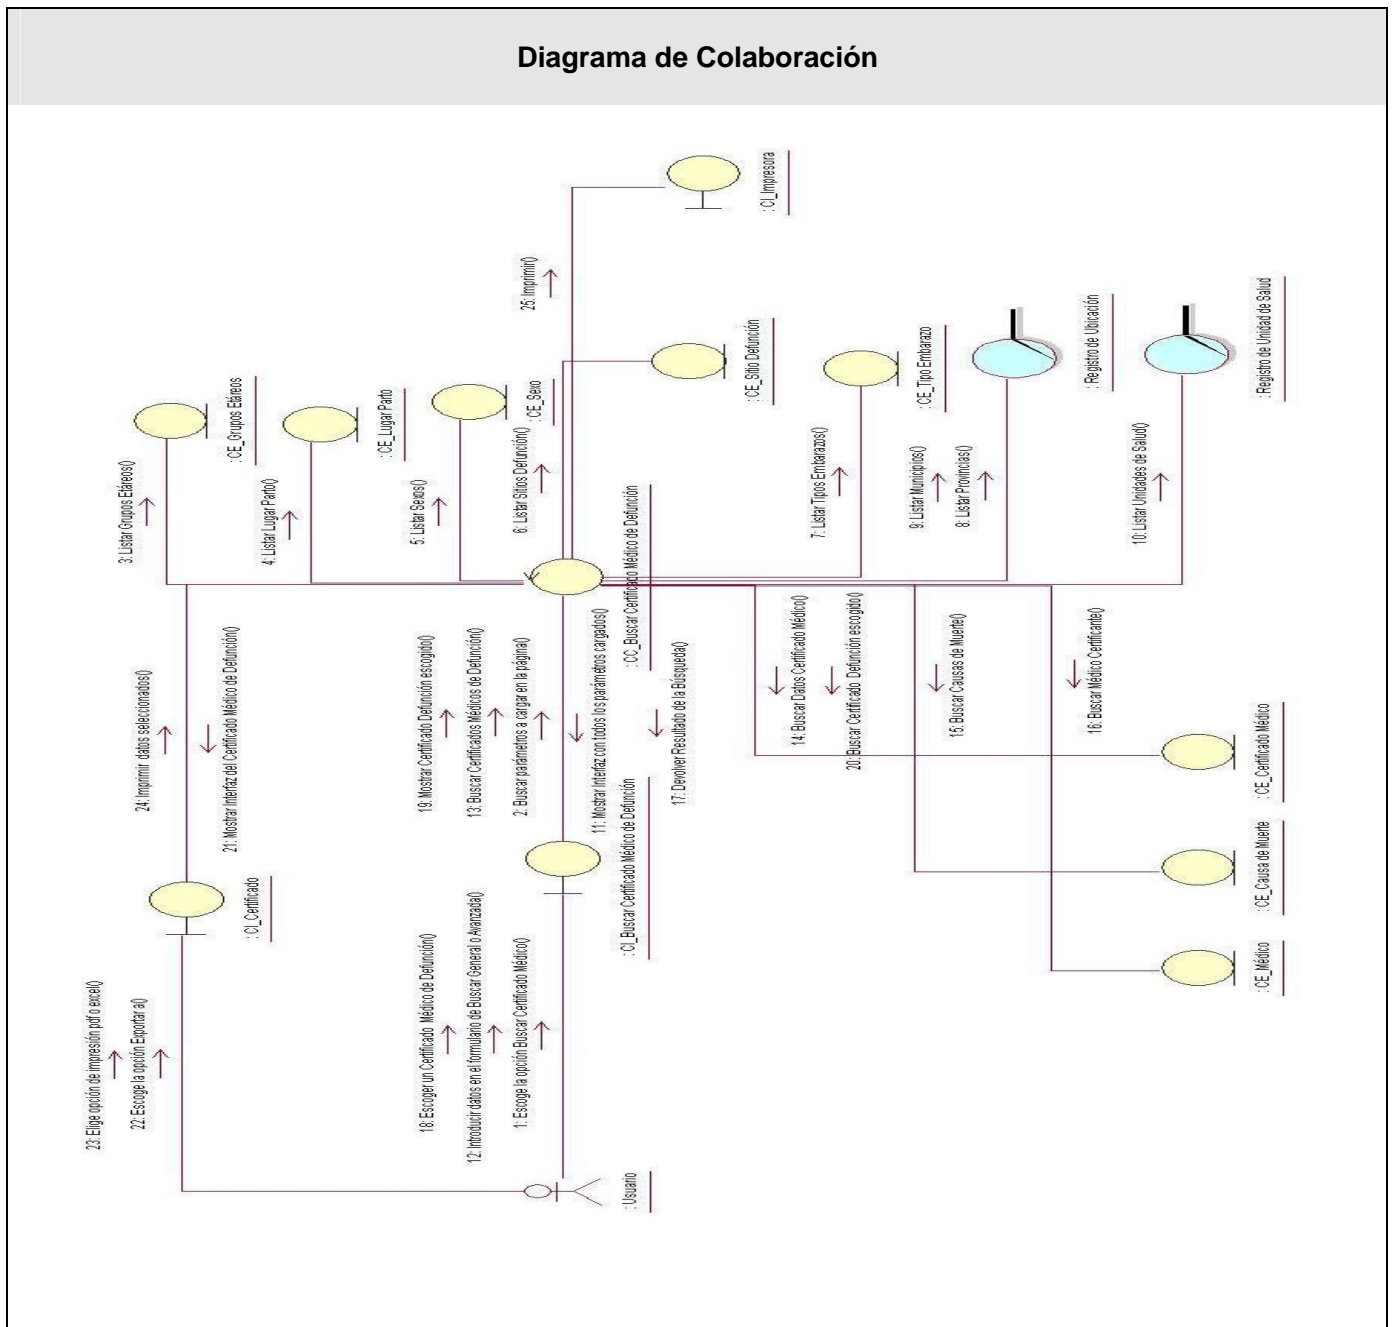 Diagrama de Colaboración
: CI_Impresora
25: Imprimir()
: CE_Grupos Etáreos
3: Listar Grupos Etáreos()
: CE_Lugar Parto
4: Listar Lugar Parto()
: CE_Sexo
5: Listar Sexos()
: CE_Sitio Defunción
6: Listar Sitios Defunción()
: CE_Tipo Embarazo
7: Listar Tipos Embarazos()
: Registro de Ubicación
9: Listar Municipios()
8: Listar Provincias()
: Registro de Unidad de Salud
10: Listar Unidades de Salud()
: CC_Buscar Certificado Médico de Defunción
24: Imprimir datos seleccionados()
21: Mostrar Interfaz del Certificado Médico de Defunción()
19: Mostrar Certificado Defunción escogido()
13: Buscar Certificados Médicos de Defunción()
2: Buscar parámetros a cargar en la página()
11: Mostrar Interfaz con todos los parámetros cargados()
17: Devolver Resultado de la Búsqueda()
14: Buscar Datos Certificado Médico()
20: Buscar Certificado Defunción escogido()
15: Buscar Causas de Muerte()
16: Buscar Médico Certificante()
: CE_Certificado Médico
: CE_Causa de Muerte
: CE_Médico
: CI_Certificado
: CI_Buscar Certificado Médico de Defunción
23: Elige opción de impresión pdf o excel()
22: Escoge la opción Exportar a()
18: Escoger un Certificado Médico de Defunción()
12: Introducir datos en el formulario de Buscar General o Avanzada()
1: Escoge la opción Buscar Certificado Médico()
: Usuario